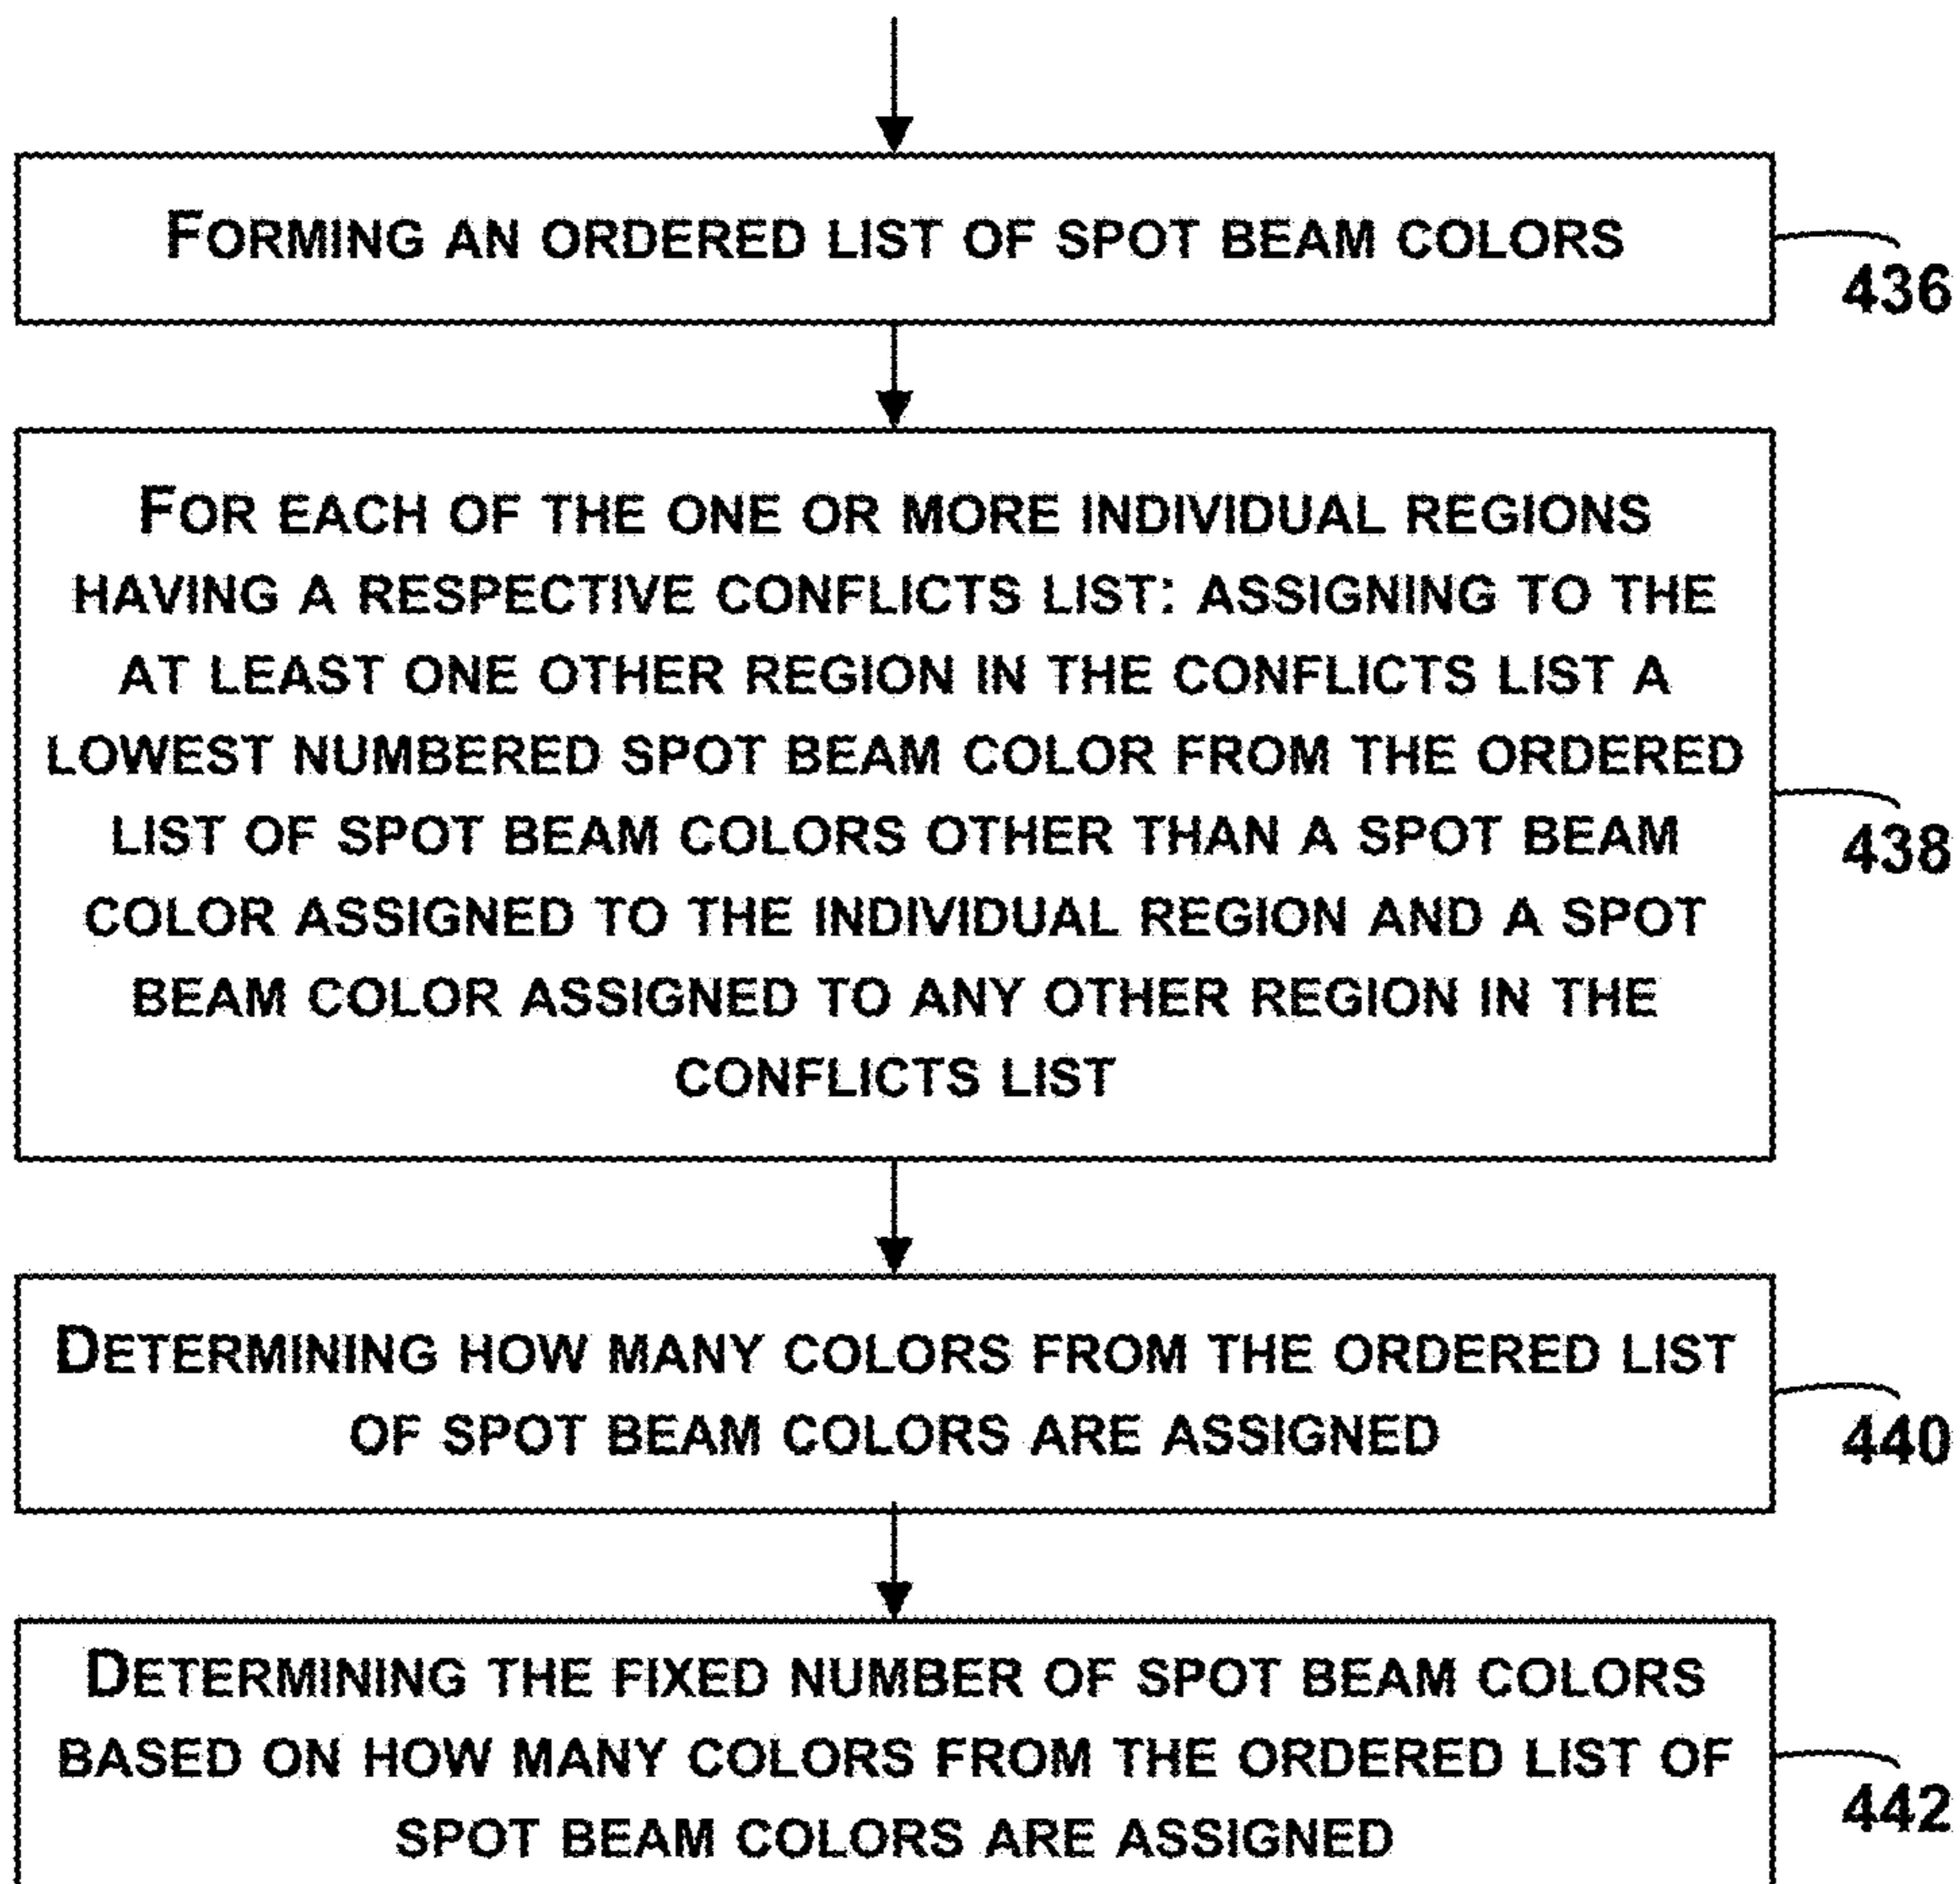 FORMING AN ORDERED LIST OF SPOT BEAM COLORS
436
FOR EACH OF THE ONE OR MORE INDIVIDUAL REGIONS
HAVING A RESPECTIVE CONFLICTS LIST: ASSIGNING TO THE
AT LEAST ONE OTHER REGION IN THE CONFLICTS LIST A
LOWEST NUMBERED SPOT BEAM COLOR FROM THE ORDERED
LIST OF SPOT BEAM COLORS OTHER THAN A SPOT BEAM
COLOR ASSIGNED TO THE INDIVIDUAL REGION AND A SPOT
BEAM COLOR ASSIGNED TO ANY OTHER REGION IN THE
CONFLICTS LIST
438
DETERMINING HOW MANY COLORS FROM THE ORDERED LIST
OF SPOT BEAM COLORS ARE ASSIGNED
440
DETERMINING THE FIXED NUMBER OF SPOT BEAM COLORS
BASED ON HOW MANY COLORS FROM THE ORDERED LIST OF
SPOT BEAM COLORS ARE ASSIGNED
442